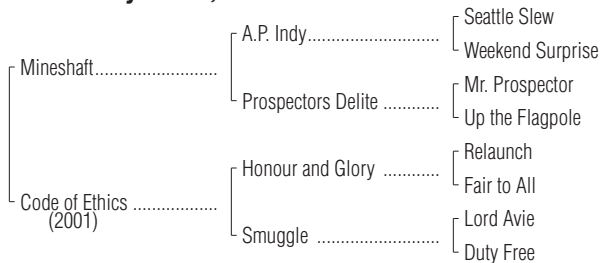 Seattle Slew
A.P. Indy......................
Weekend Surprise
Mineshaft..........................
Mr. Prospector
Prospectors Delite ............
Up the Flagpole
Relaunch
Honour and Glory ............
Fair to All
Code of Ethics ..................
(2001)
Lord Avie
Smuggle ..........................
Duty Free